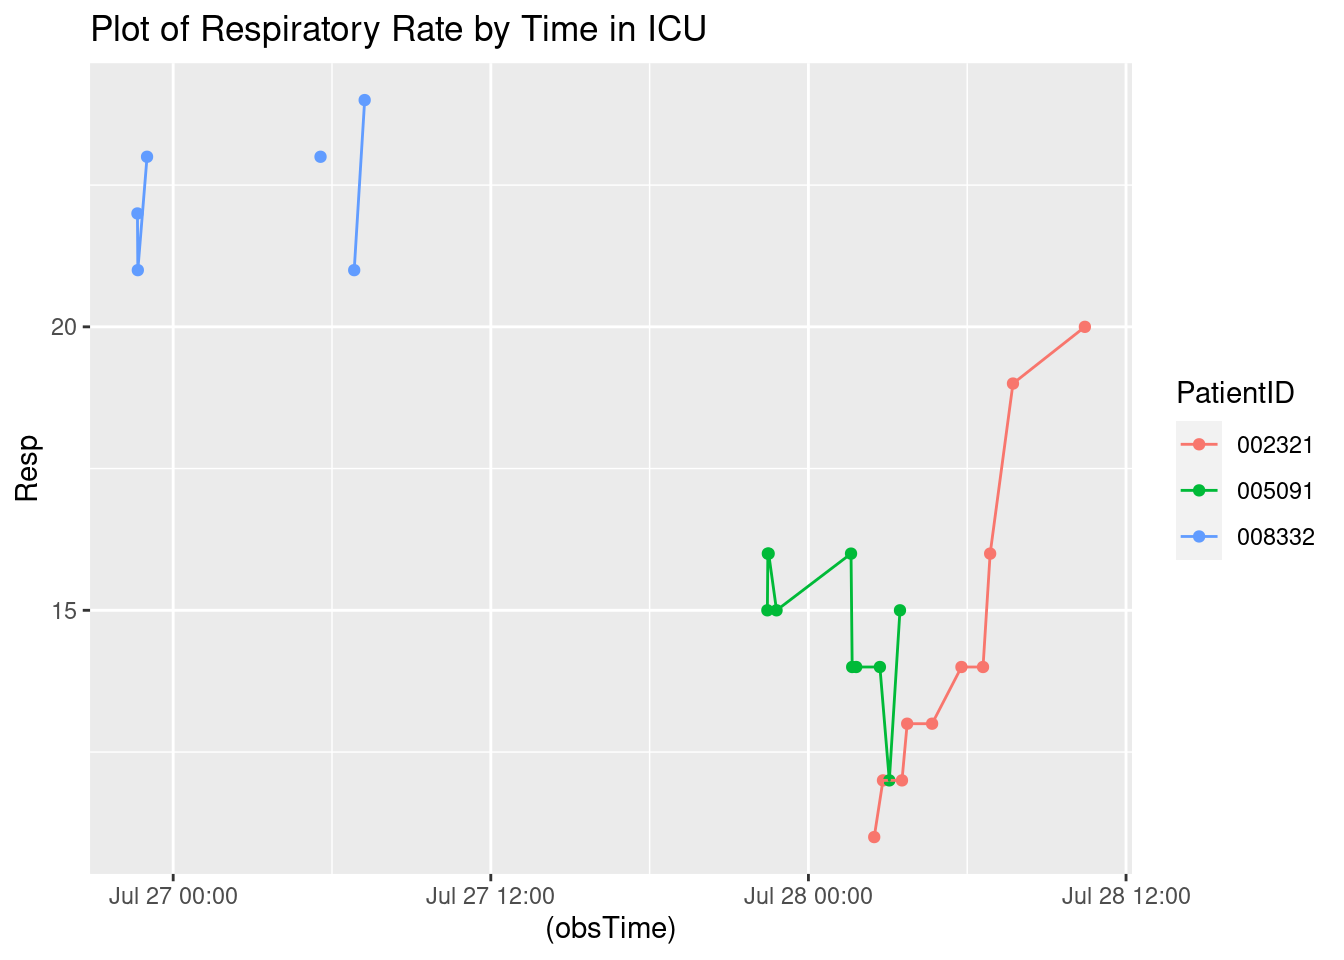 Plot of Respiratory Rate by Time in ICU
Resp
20
15
Jul 27 00:00
Jul 27 12:00
Jul 28 00:00
Jul 28 12:00
(obsTime)
PatientID
002321
005091
008332